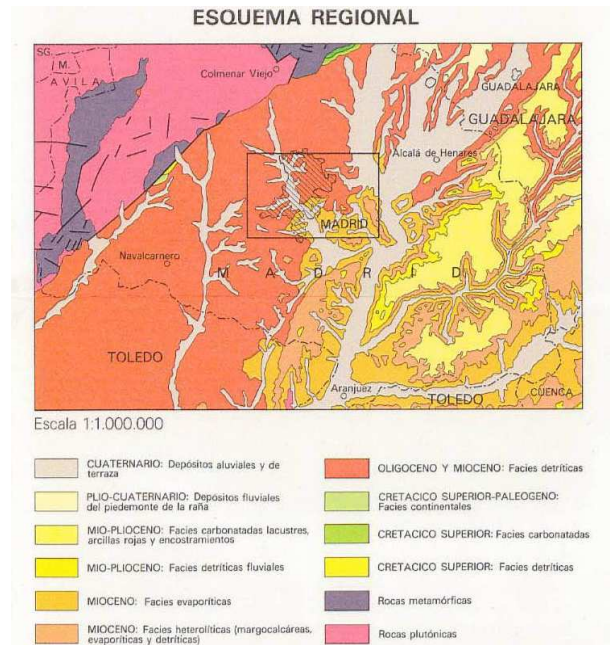 ESQUEMA REGIONAL
SG.
M.
AVILA
Colmenar Viejo
GUADALAJARA
GUADALAJARA
Alcalá de Henares
MADRID
Navalcarnero
M A D R I D
TOLEDO
Aranjuez
TOLEDO
CUENCA
Escala 1:1.000.000
CUATERNARIO: Depósitos aluviales y de
terraza
PLIO-CUATERNARIO: Depósitos fluviales
del piedemonte de la raña
MIO-PLIOCENO: Facies carbonatadas lacustres,
arcillas rojas y encostramientos
MIO-PLIOCENO: Facies detríticas fluviales
MIOCENO: Facies evaporíticas
MIOCENO: Facies heterolíticas (margocalcáreas,
evaporíticas y detríticas)
OLIGOCENO Y MIOCENO: Facies detríticas
CRETACICO SUPERIOR-PALEOGENO:
Facies continentales
CRETACICO SUPERIOR: Facies carbonatadas
CRETACICO SUPERIOR: Facies detríticas
Rocas metamórficas
Rocas plutónicas